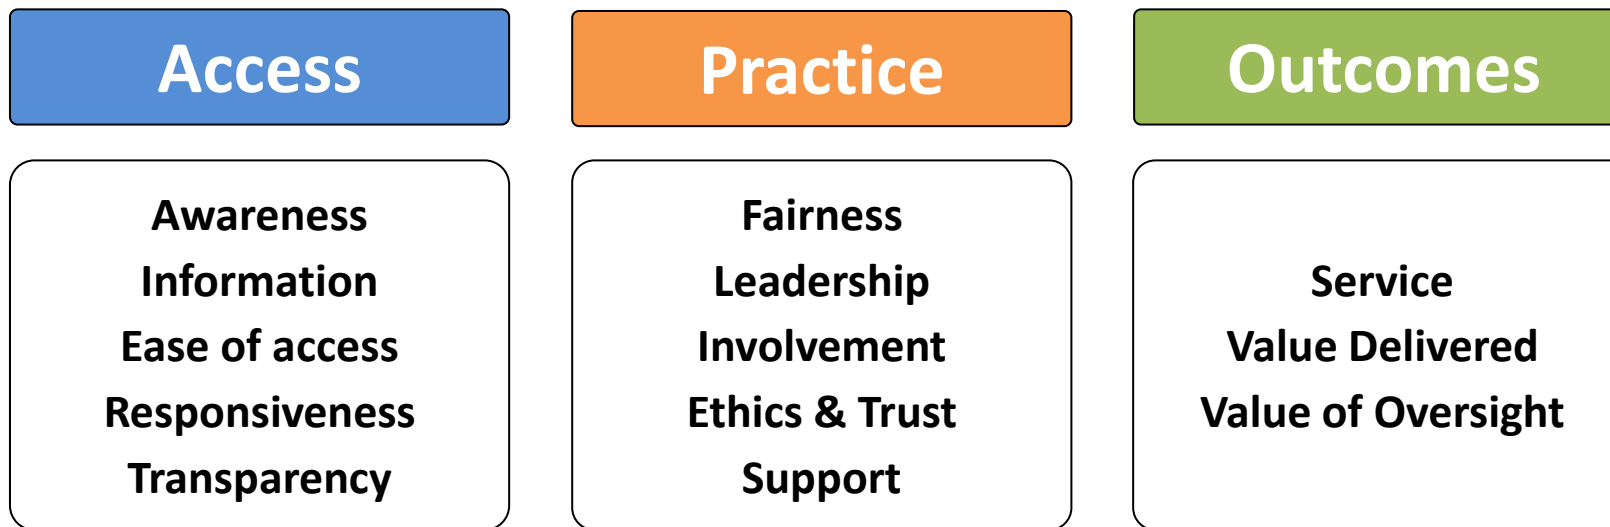 Access
Awareness
Information
Ease of access
Responsiveness
Transparency
Practice
Fairness
Leadership
Involvement
Ethics & Trust
Support
Outcomes
Service
Value Delivered
Value of Oversight